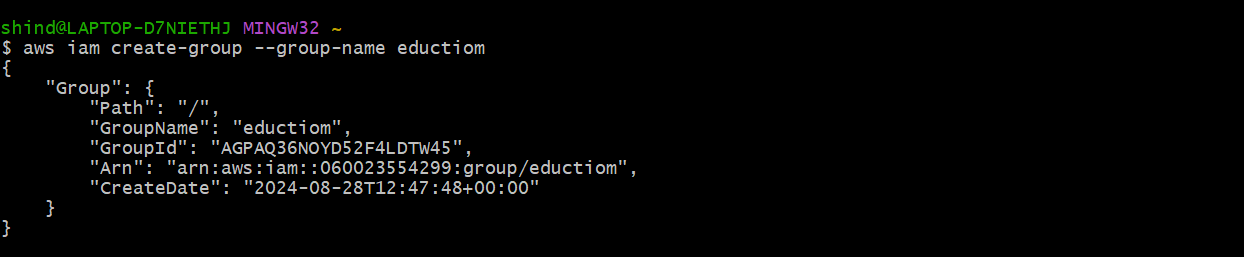 shind@LAPTOP-D7NIETHJ MINGW32 ~
$ aws iam create-group --group-name eductiom
{
    "Group": {
        "Path": "/",
        "GroupName": "eductiom",
        "GroupId": "AGPAQ36NOYD52F4LDTW45",
        "Arn": "arn:aws:iam::060023554299:group/eductiom",
        "CreateDate": "2024-08-28T12:47:48+00:00"
    }
}